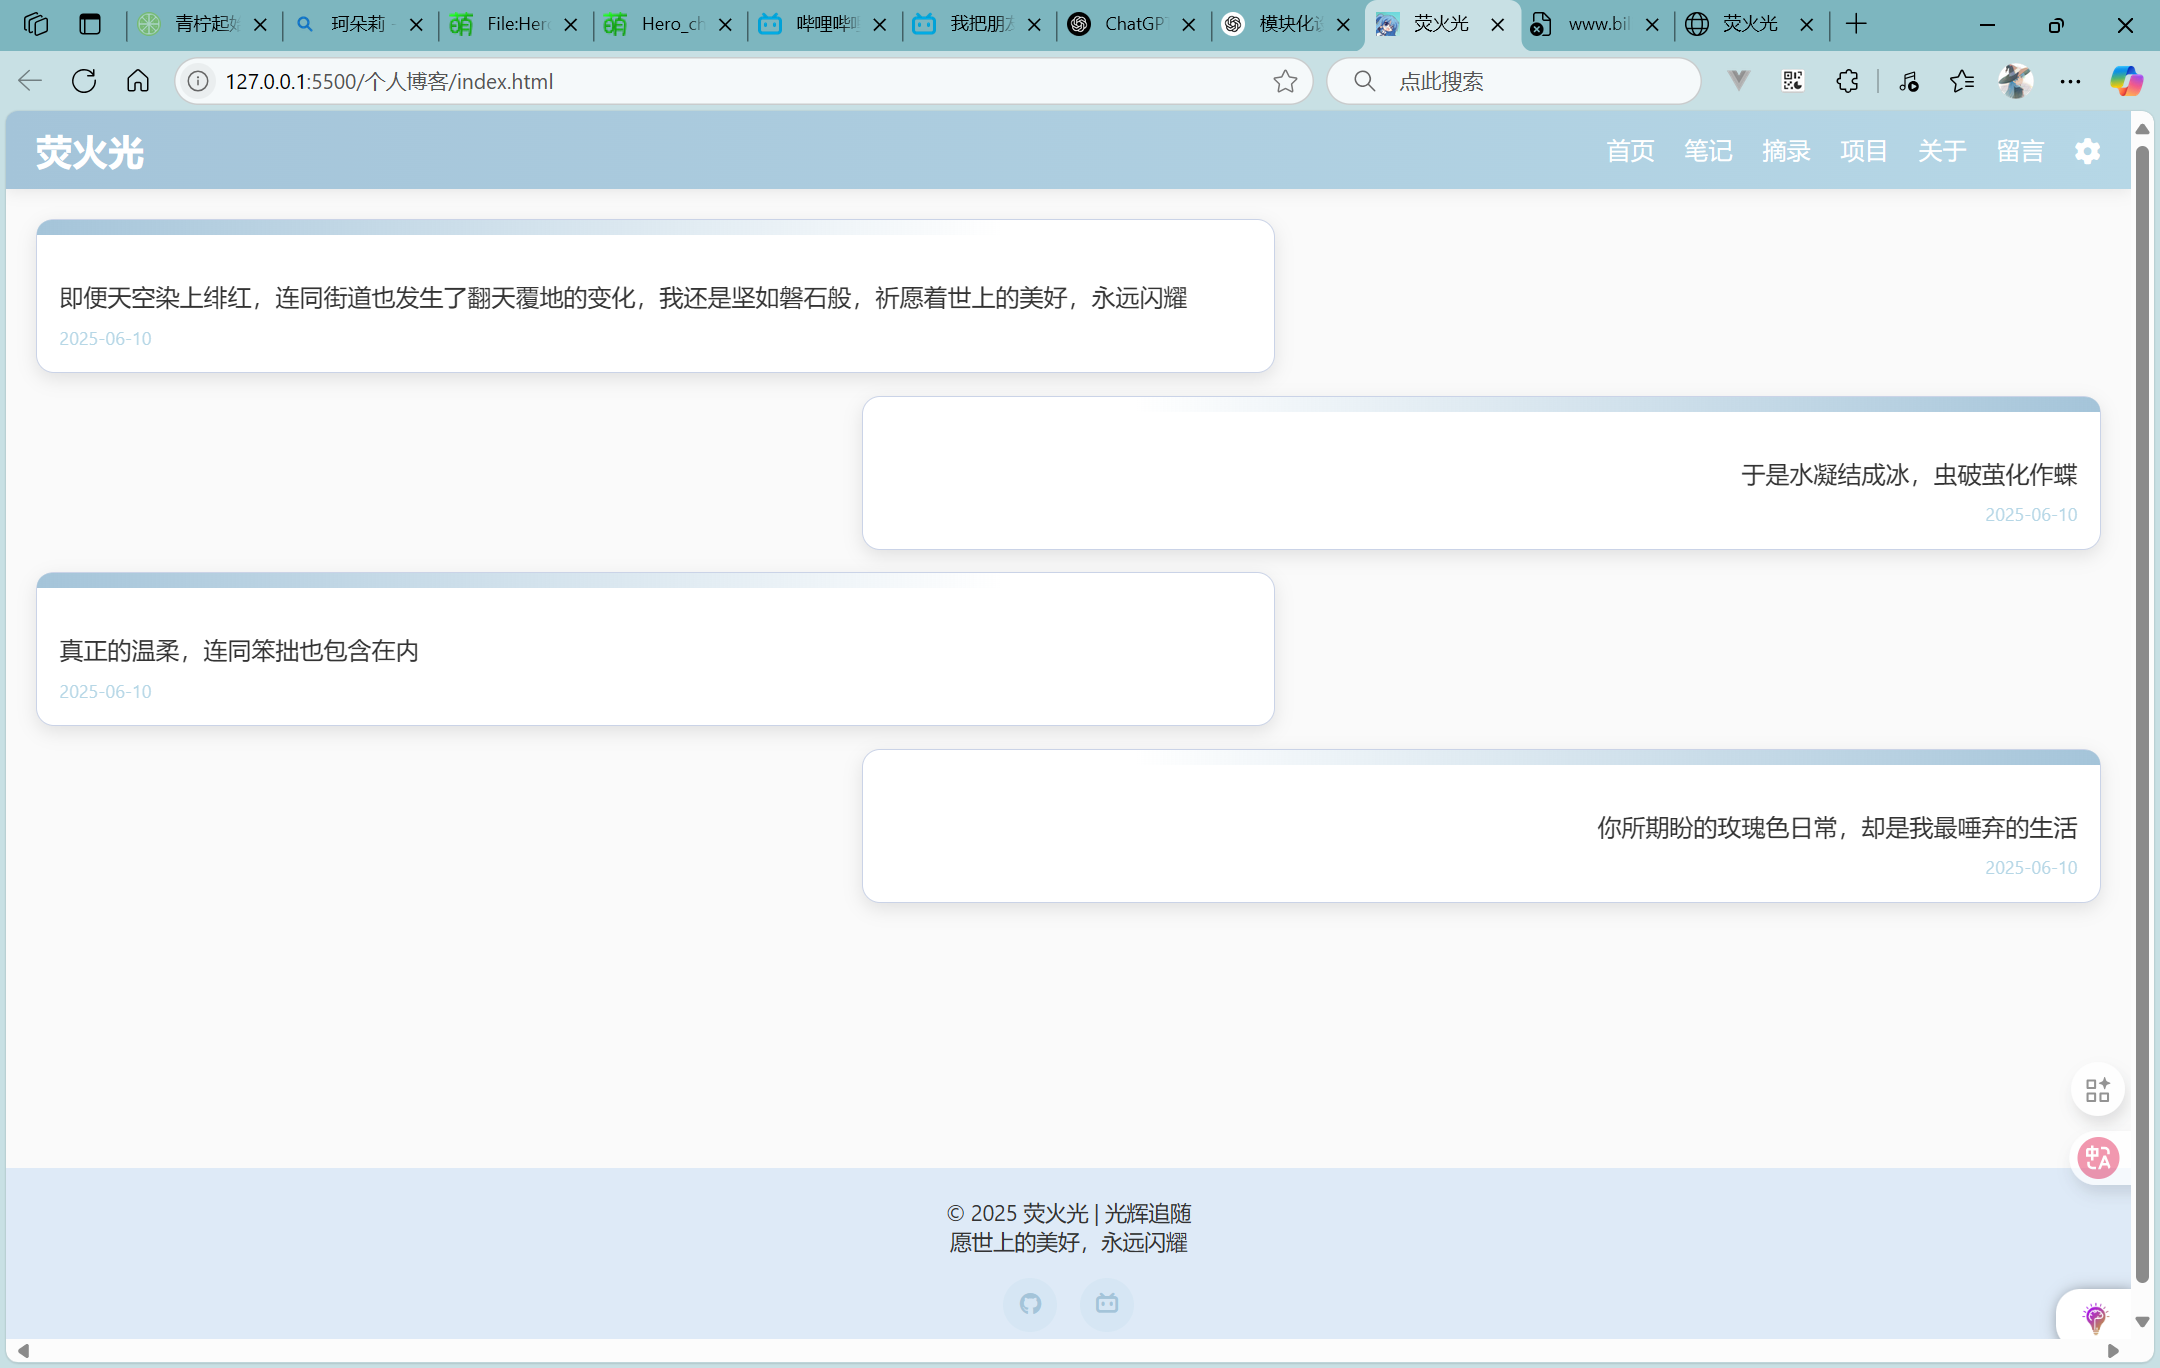 青柠起始
珂朵莉 -
File:Hero
Hero_ch
哔哩哔哩
我把朋友
ChatGPT
模块化设
荧火光
www.bil
荧火光
127.0.0.1:5500/个人博客/index.html
点此搜索
荧火光
首页 笔记 摘录 项目 关于 留言
即便天空染上绯红，连同街道也发生了翻天覆地的变化，我还是坚如磐石般，祈愿着世上的美好，永远闪耀
2025-06-10
于是水凝结成冰，虫破茧化作蝶
2025-06-10
真正的温柔，连同笨拙也包含在内
2025-06-10
你所期盼的玫瑰色日常，却是我最唾弃的生活
2025-06-10
© 2025 荧火光 | 光辉追随
愿世上的美好，永远闪耀